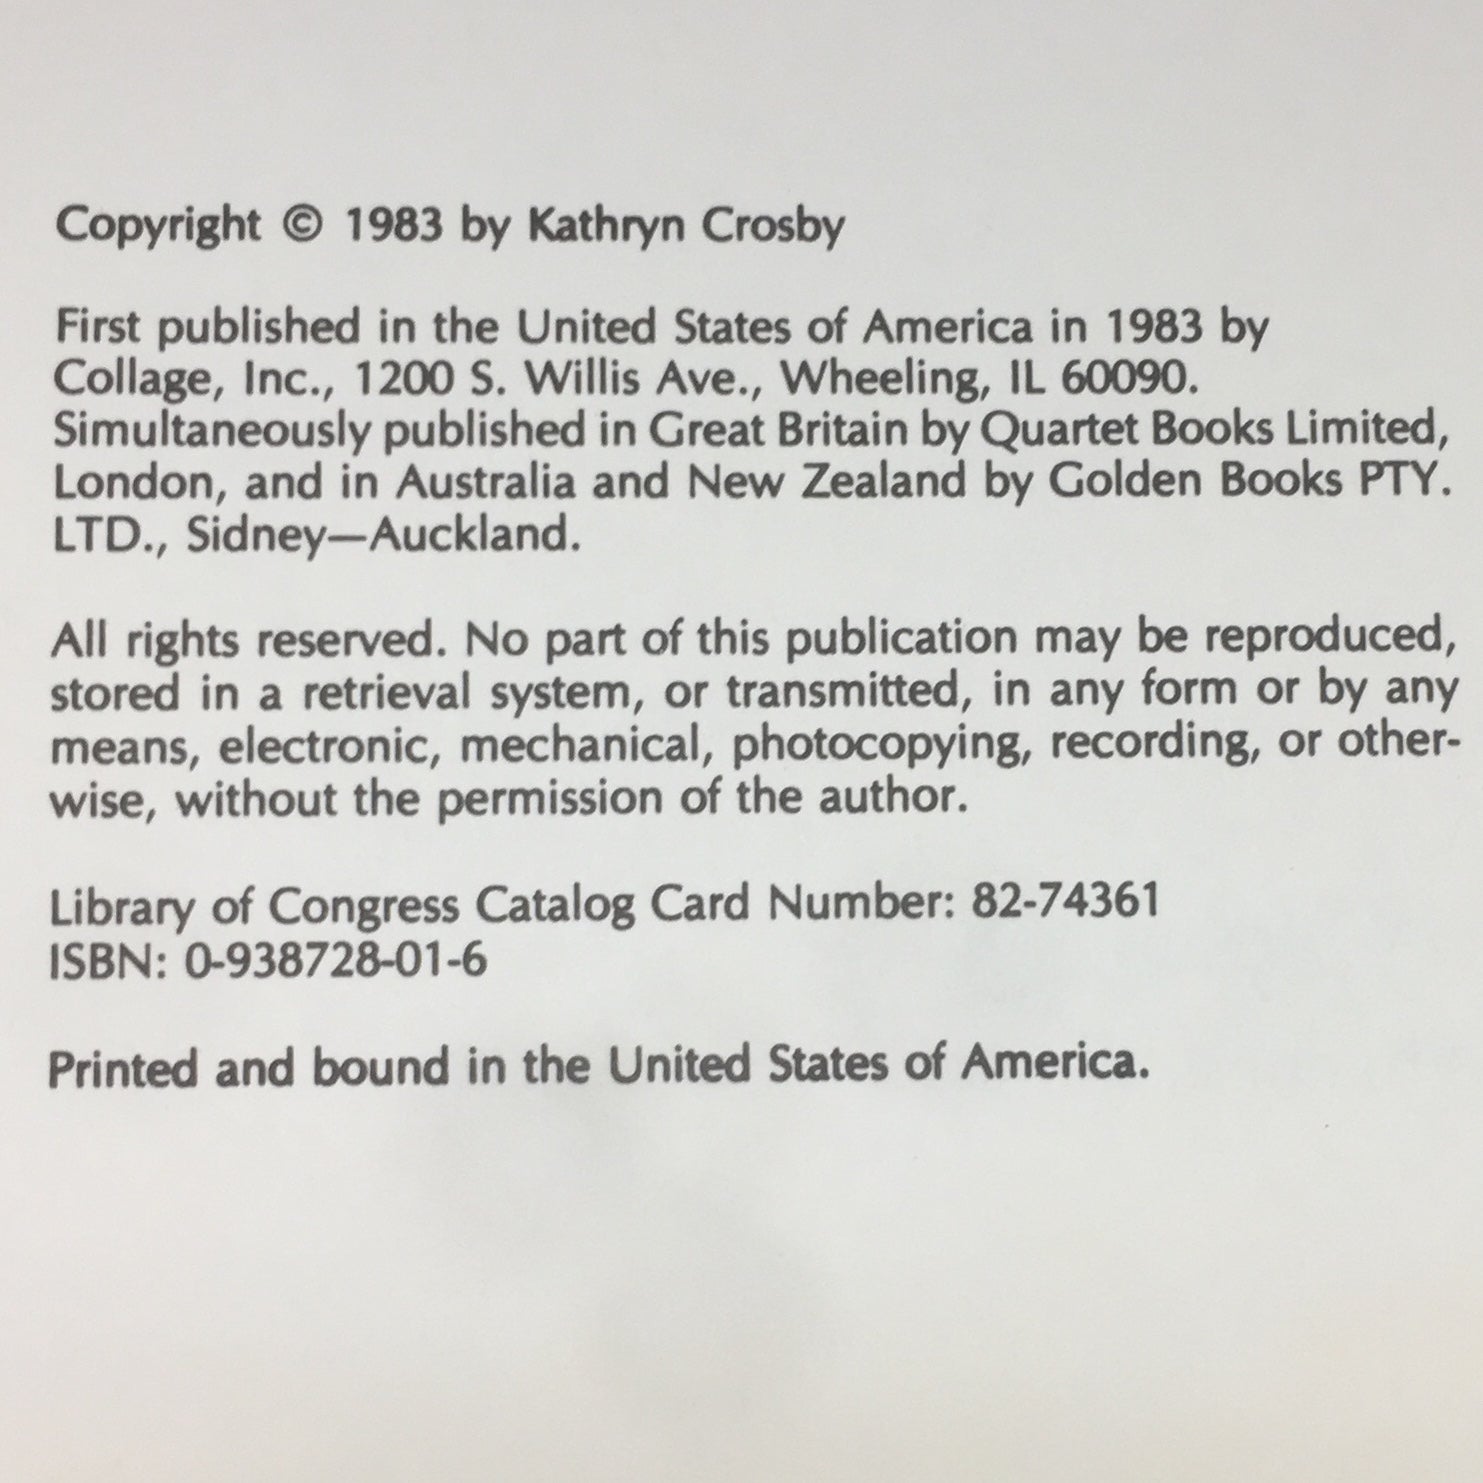 Copyright © 1983 by Kathryn Crosby
First published in the United States of America in 1983 by
Collage, Inc., 1200 S. Willis Ave., Wheeling, IL 60090.
Simultaneously published in Great Britain by Quartet Books Limited,
London, and in Australia and New Zealand by Golden Books PTY.
LTD., Sidney—Auckland.
All rights reserved. No part of this publication may be reproduced,
stored in a retrieval system, or transmitted, in any form or by any
means, electronic, mechanical, photocopying, recording, or other-
wise, without the permission of the author.
Library of Congress Catalog Card Number: 82-74361
ISBN: 0-938728-01-6
Printed and bound in the United States of America.